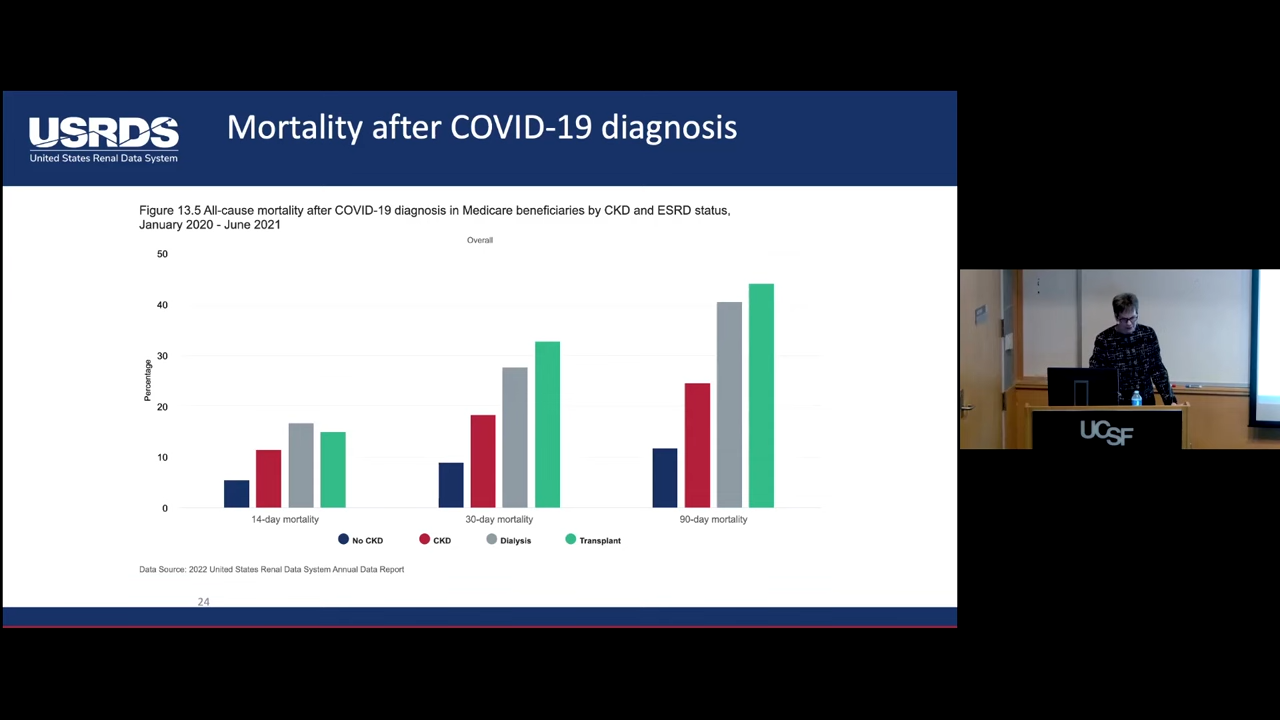 USRDS
United States Renal Data System
Mortality after COVID-19 diagnosis
Figure 13.5 All-cause mortality after COVID-19 diagnosis in Medicare beneficiaries by CKD and ESRD status,
January 2020 - June 2021
Overall
50
40
30
20
10
0
Percentage
14-day mortality
30-day mortality
90-day mortality
No CKD
CKD
Dialysis
Transplant
Data Source: 2022 United States Renal Data System Annual Data Report
24
UCSF